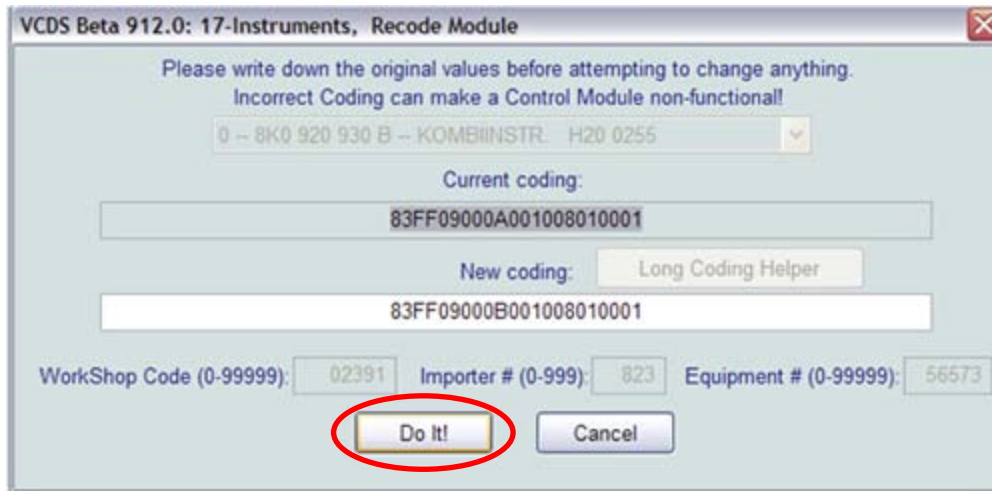 VCDS Beta 912.0: 17-Instruments, Recode Module
Please write down the original values before attempting to change anything.
Incorrect Coding can make a Control Module non-functional!
0 -- 8K0 920 930 B -- KOMBIINSTR. H20 0255
Current coding:
83FF09000A001008010001
New coding: Long Coding Helper
83FF09000B001008010001
WorkShop Code (0-99999): 02391 Importer # (0-999): 823 Equipment # (0-99999): 56573
Do It! Cancel